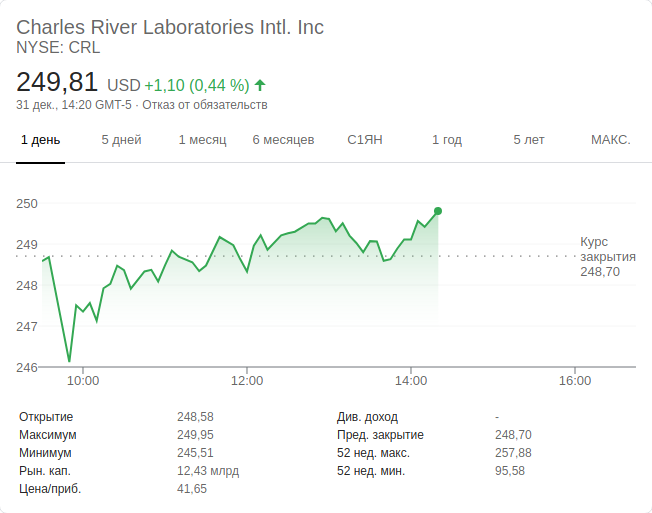 Charles River Laboratories Intl. Inc
NYSE: CRL
249,81 USD +1,10 (0,44 %)
31 дек., 14:20 GMT-5 · Отказ от обязательств
1 день 5 дней 1 месяц 6 месяцев С1ЯН 1 год 5 лет МАКС.
250
249
248
247
246
Курс
закрытия
248,70
10:00 12:00 14:00 16:00
Открытие 248,58 Див. доход -
Максимум 249,95 Пред. закрытие 248,70
Минимум 245,51 52 нед. макс. 257,88
Рын. кап. 12,43 млрд 52 нед. мин. 95,58
Цена/приб. 41,65